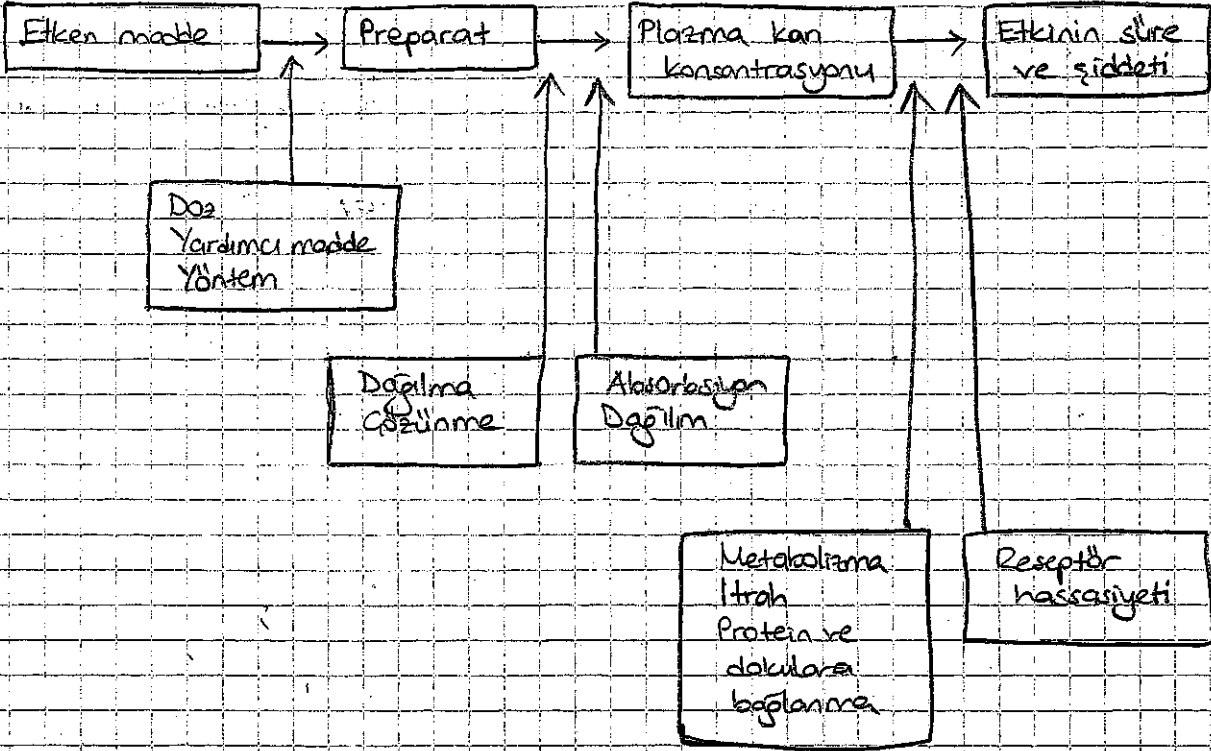 Etken madde
Preparat
Plazma kan
konsantrasyonu
Etkinin süre
ve şiddeti
Doz
Yardımcı madde
Yöntem
Dağılma
Çözünme
Absorbsiyon
Dağılım
Metabolizma
Itrah
Protein ve
dokulara
bağlanma
Reseptör
hassasiyeti